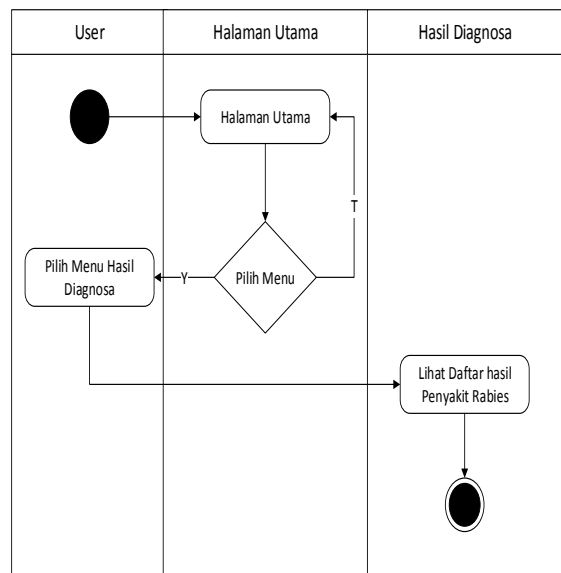 User
Halaman Utama
Hasil Diagnosa
Halaman Utama
T
Pilih Menu
Y
Pilih Menu Hasil
Diagnosa
Lihat Daftar hasil
Penyakit Rabies